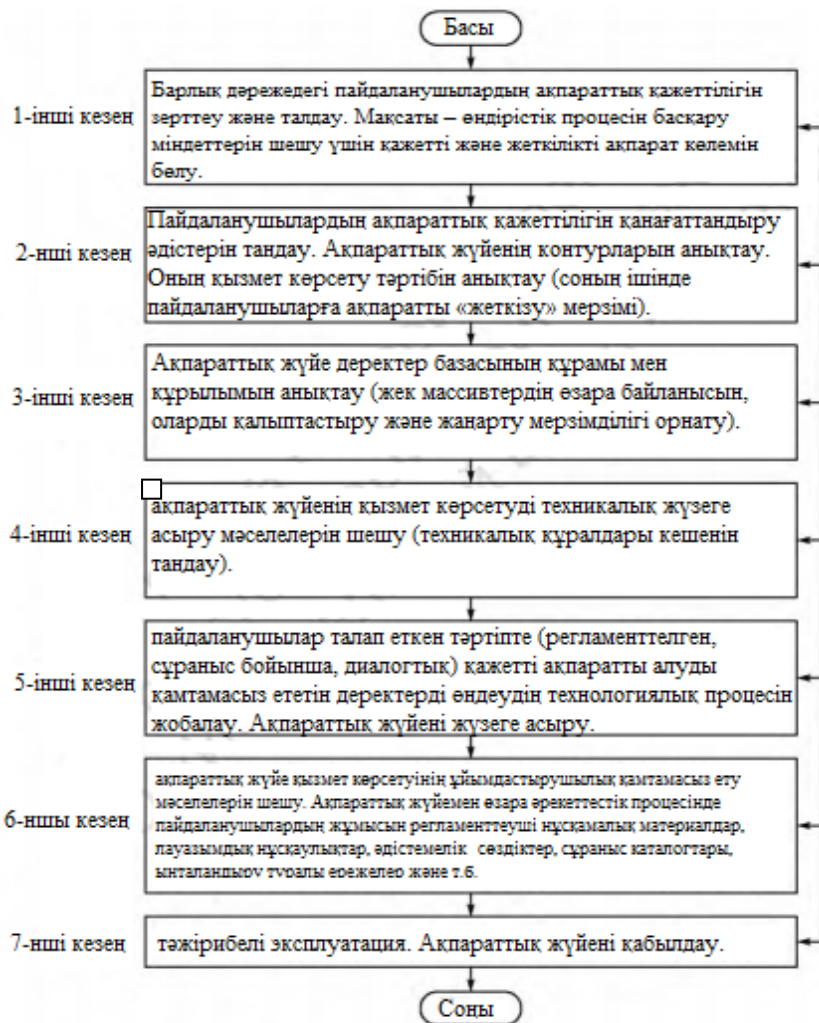 Басы
1-інші кезең
Барлық дәрежедегі пайдаланушылардың ақпараттық қажеттілігін
зерттеу және талдау. Мақсаты – өндірістік процесін басқару
міндеттерін шешу үшін қажетті және жеткілікті ақпарат көлемін
бөлу.
2-нші кезең
Пайдаланушылардың ақпараттық қажеттілігін қанағаттандыру
әдістерін тандау. Ақпараттық жүйенің контурларын анықтау.
Оның қызмет көрсету тәртібін анықтау (соның ішінде
пайдаланушыларға ақпаратты «жеткізу» мерзімі).
3-інші кезең
Ақпараттық жүйе деректер базасының құрамы мен
құрылымын анықтау (жек массивтердің өзара байланысын,
оларды қалыптастыру және жаңарту мерзімділігі орнату).
4-інші кезең
ақпараттық жүйенің қызмет көрсетуді техникалық жүзеге
асыру мәселелерін шешу (техникалық құралдары кешенін
тандау).
5-інші кезең
пайдаланушылар талап еткен тәртіпте (регламенттелген,
сұраныс бойынша, диалогтық) қажетті ақпаратты алуды
қамтамасыз ететін деректерді өңдеудің технологиялық процесін
жобалау. Ақпараттық жүйені жүзеге асыру.
6-ншы кезең
ақпараттық жүйе қызмет көрсетуінің ұйымдастырушылық қамтамасыз ету
мәселелерін шешу. Ақпараттық жүйемен өзара әрекеттестік процесінде
пайдаланушылардың жұмысын регламенттеуші нұсқамалық материалдар,
лауазымдық нұсқаулықтар, әдістемелік сөздіктер, сұраныс каталогтары,
ынталандыру туралы ережелер және т.б.
7-нші кезең
тәжірибелі эксплуатация. Ақпараттық жүйені қабылдау.
Соңы